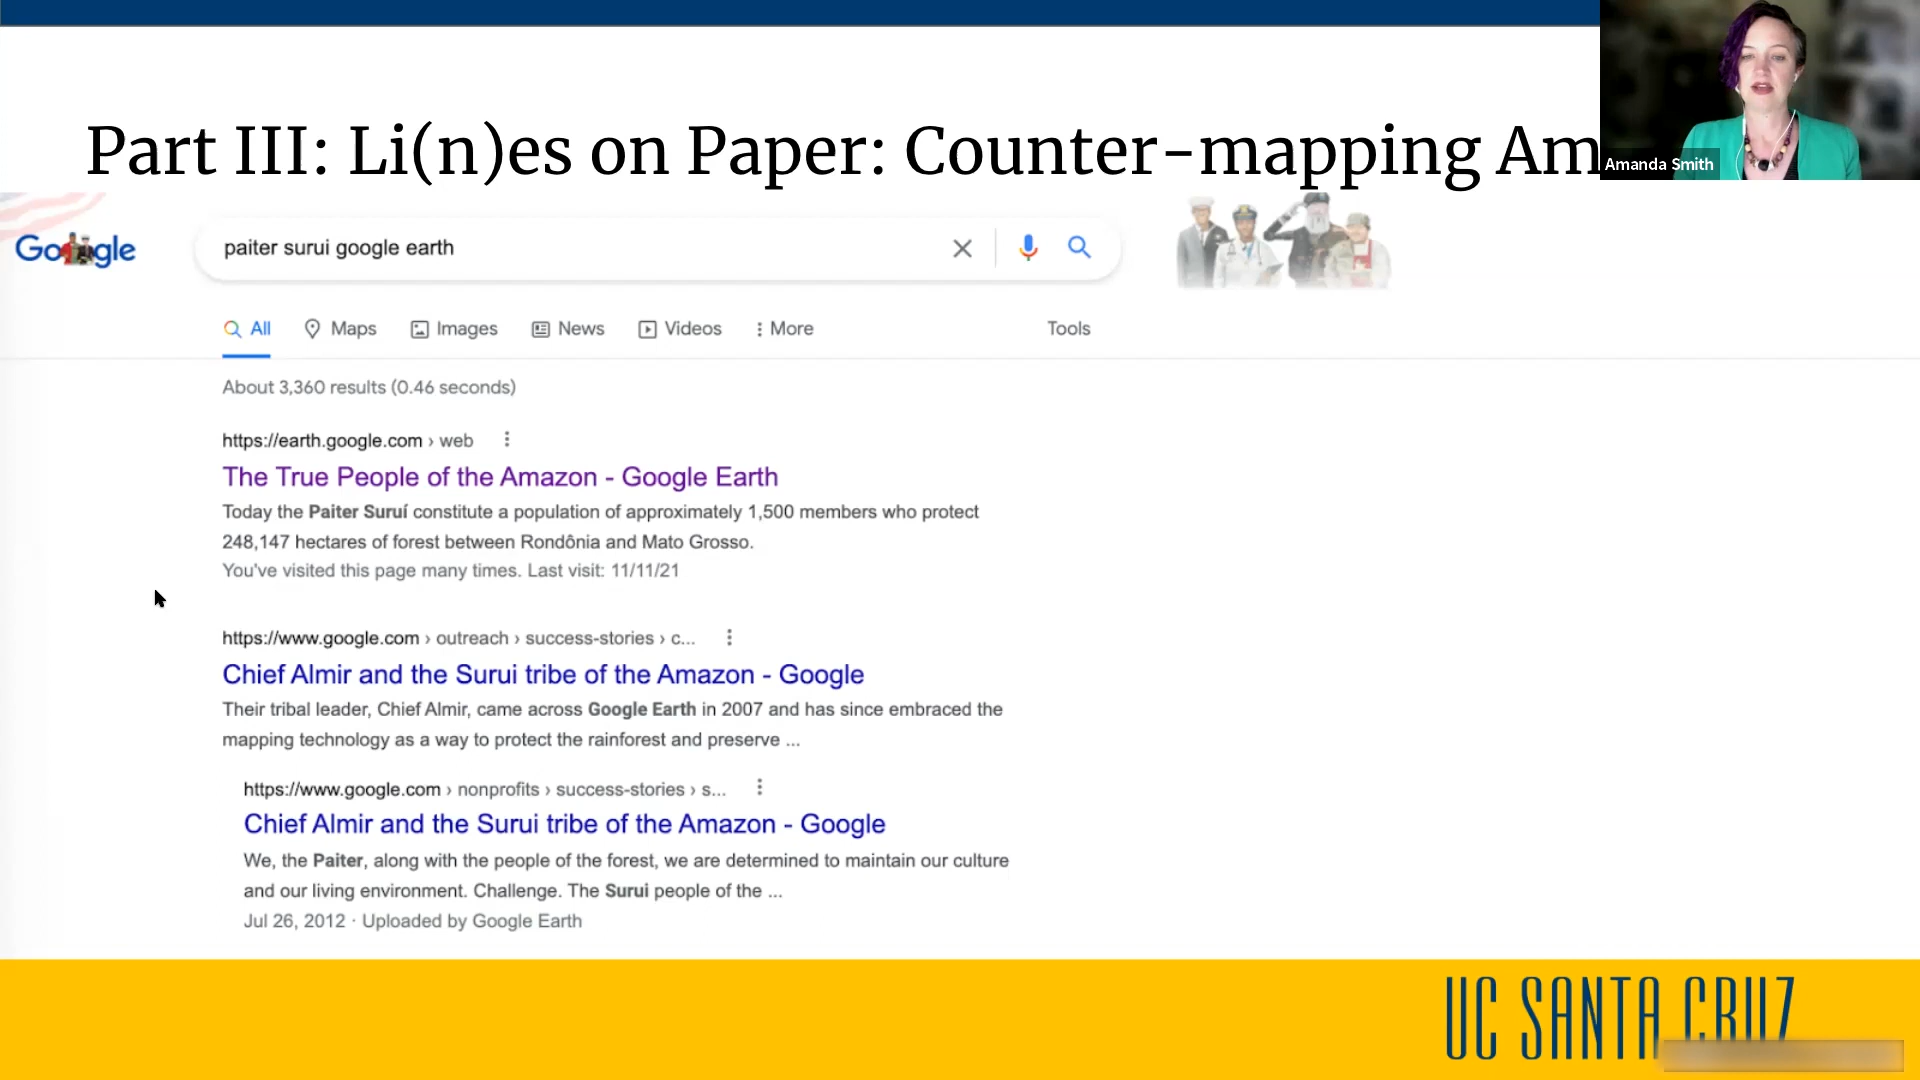 Part III: Li(n)es on Paper: Counter-mapping Am
Amanda Smith
Google
paiter surui google earth
All Maps Images News Videos More Tools
About 3,360 results (0.46 seconds)
https://earth.google.com › web
The True People of the Amazon - Google Earth
Today the Paiter Suruí constitute a population of approximately 1,500 members who protect
248,147 hectares of forest between Rondônia and Mato Grosso.
You've visited this page many times. Last visit: 11/11/21
https://www.google.com › outreach › success-stories › c...
Chief Almir and the Surui tribe of the Amazon - Google
Their tribal leader, Chief Almir, came across Google Earth in 2007 and has since embraced the
mapping technology as a way to protect the rainforest and preserve ...
https://www.google.com › nonprofits › success-stories › s...
Chief Almir and the Surui tribe of the Amazon - Google
We, the Paiter, along with the people of the forest, we are determined to maintain our culture
and our living environment. Challenge. The Surui people of the ...
Jul 26, 2012 · Uploaded by Google Earth
UC SANTA CRUZ